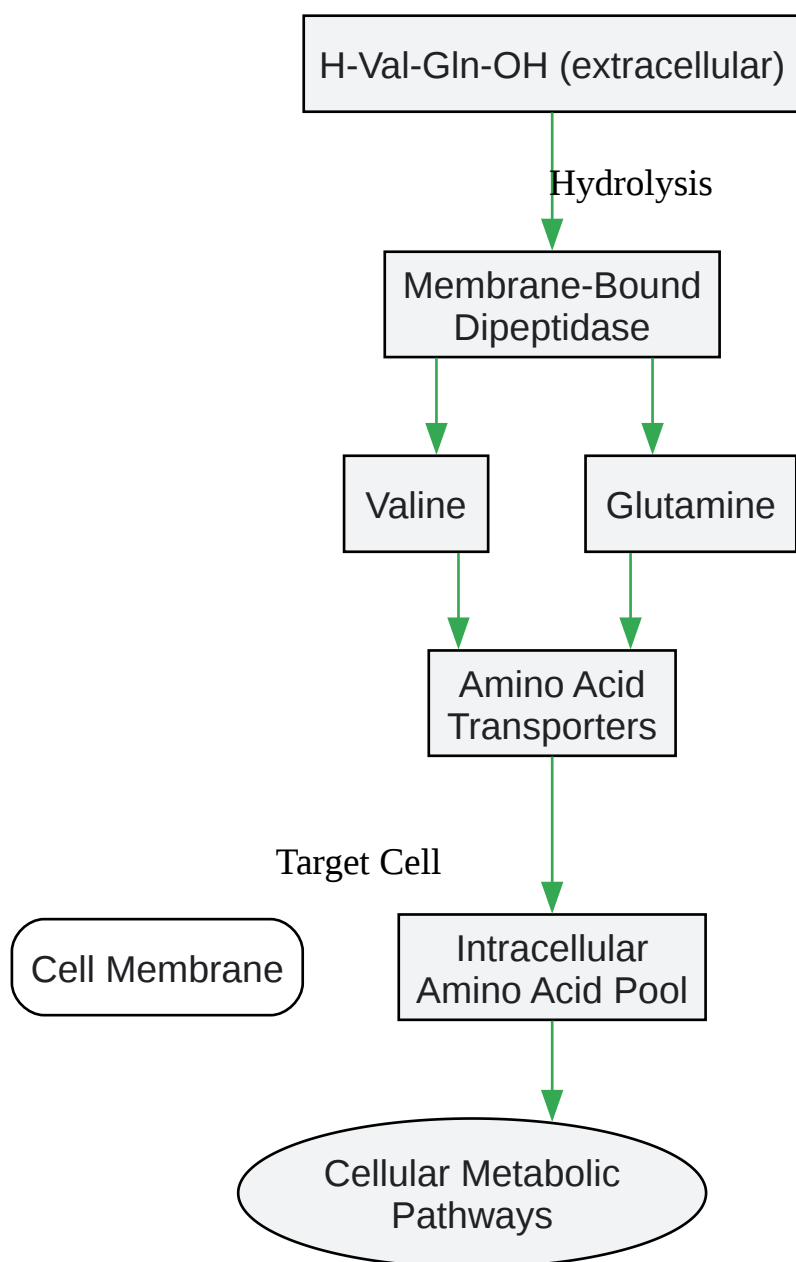 H-Val-Gln-OH (extracellular)
Hydrolysis
Membrane-Bound
Dipeptidase
Valine
Glutamine
Amino Acid
Transporters
Target Cell
Cell Membrane
Intracellular
Amino Acid Pool
Cellular Metabolic
Pathways